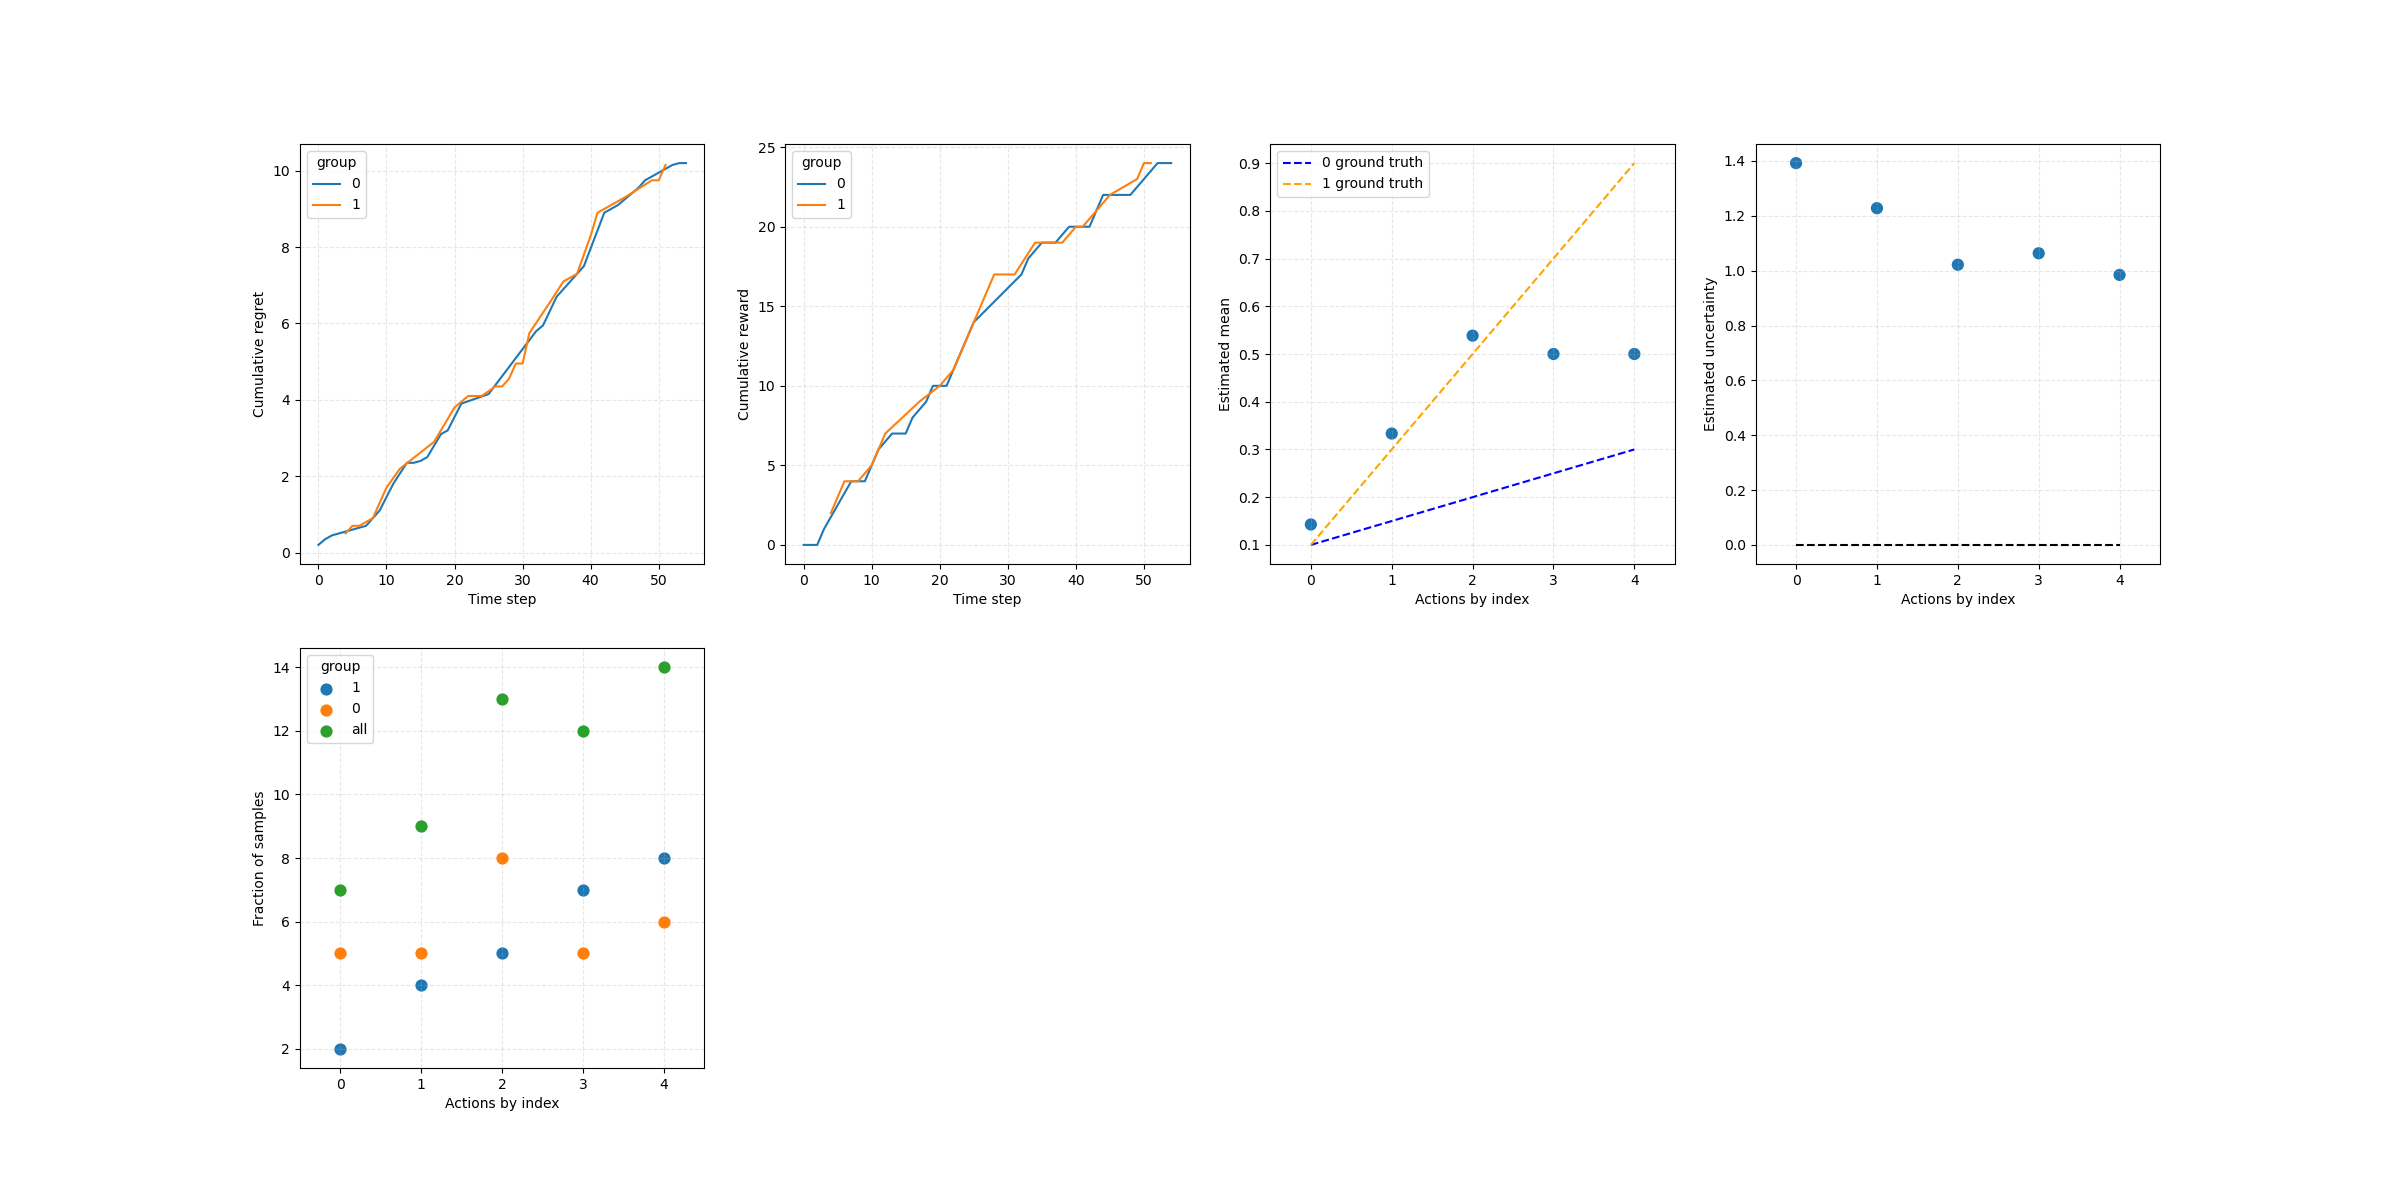 group
0
1
10
8
6
4
2
0
Cumulative regret
0 10 20 30 40 50
Time step
group
0
1
25
20
15
10
5
0
Cumulative reward
0 10 20 30 40 50
Time step
0 ground truth
1 ground truth
0.9
0.8
0.7
0.6
0.5
0.4
0.3
0.2
0.1
Estimated mean
0 1 2 3 4
Actions by index
1.4
1.2
1.0
0.8
0.6
0.4
0.2
0.0
Estimated uncertainty
0 1 2 3 4
Actions by index
group
1
0
all
14
12
10
8
6
4
2
Fraction of samples
0 1 2 3 4
Actions by index